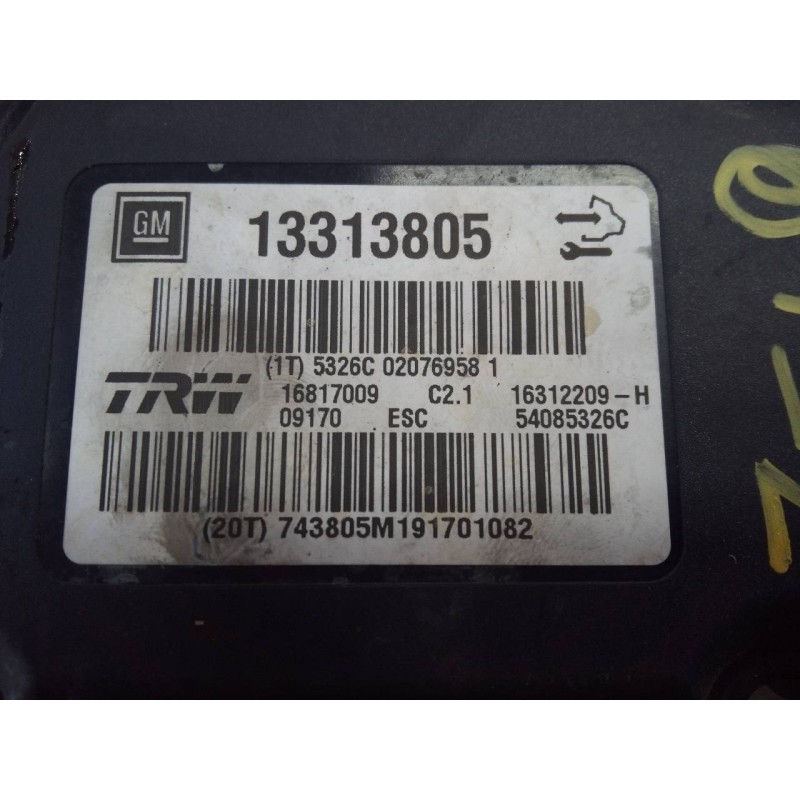 GM 13313805
(1T) 5326C 02076958 1
TRW 16817009 C2.1 16312209-H
09170 ESC 54085326C
(20T) 743805M191701082